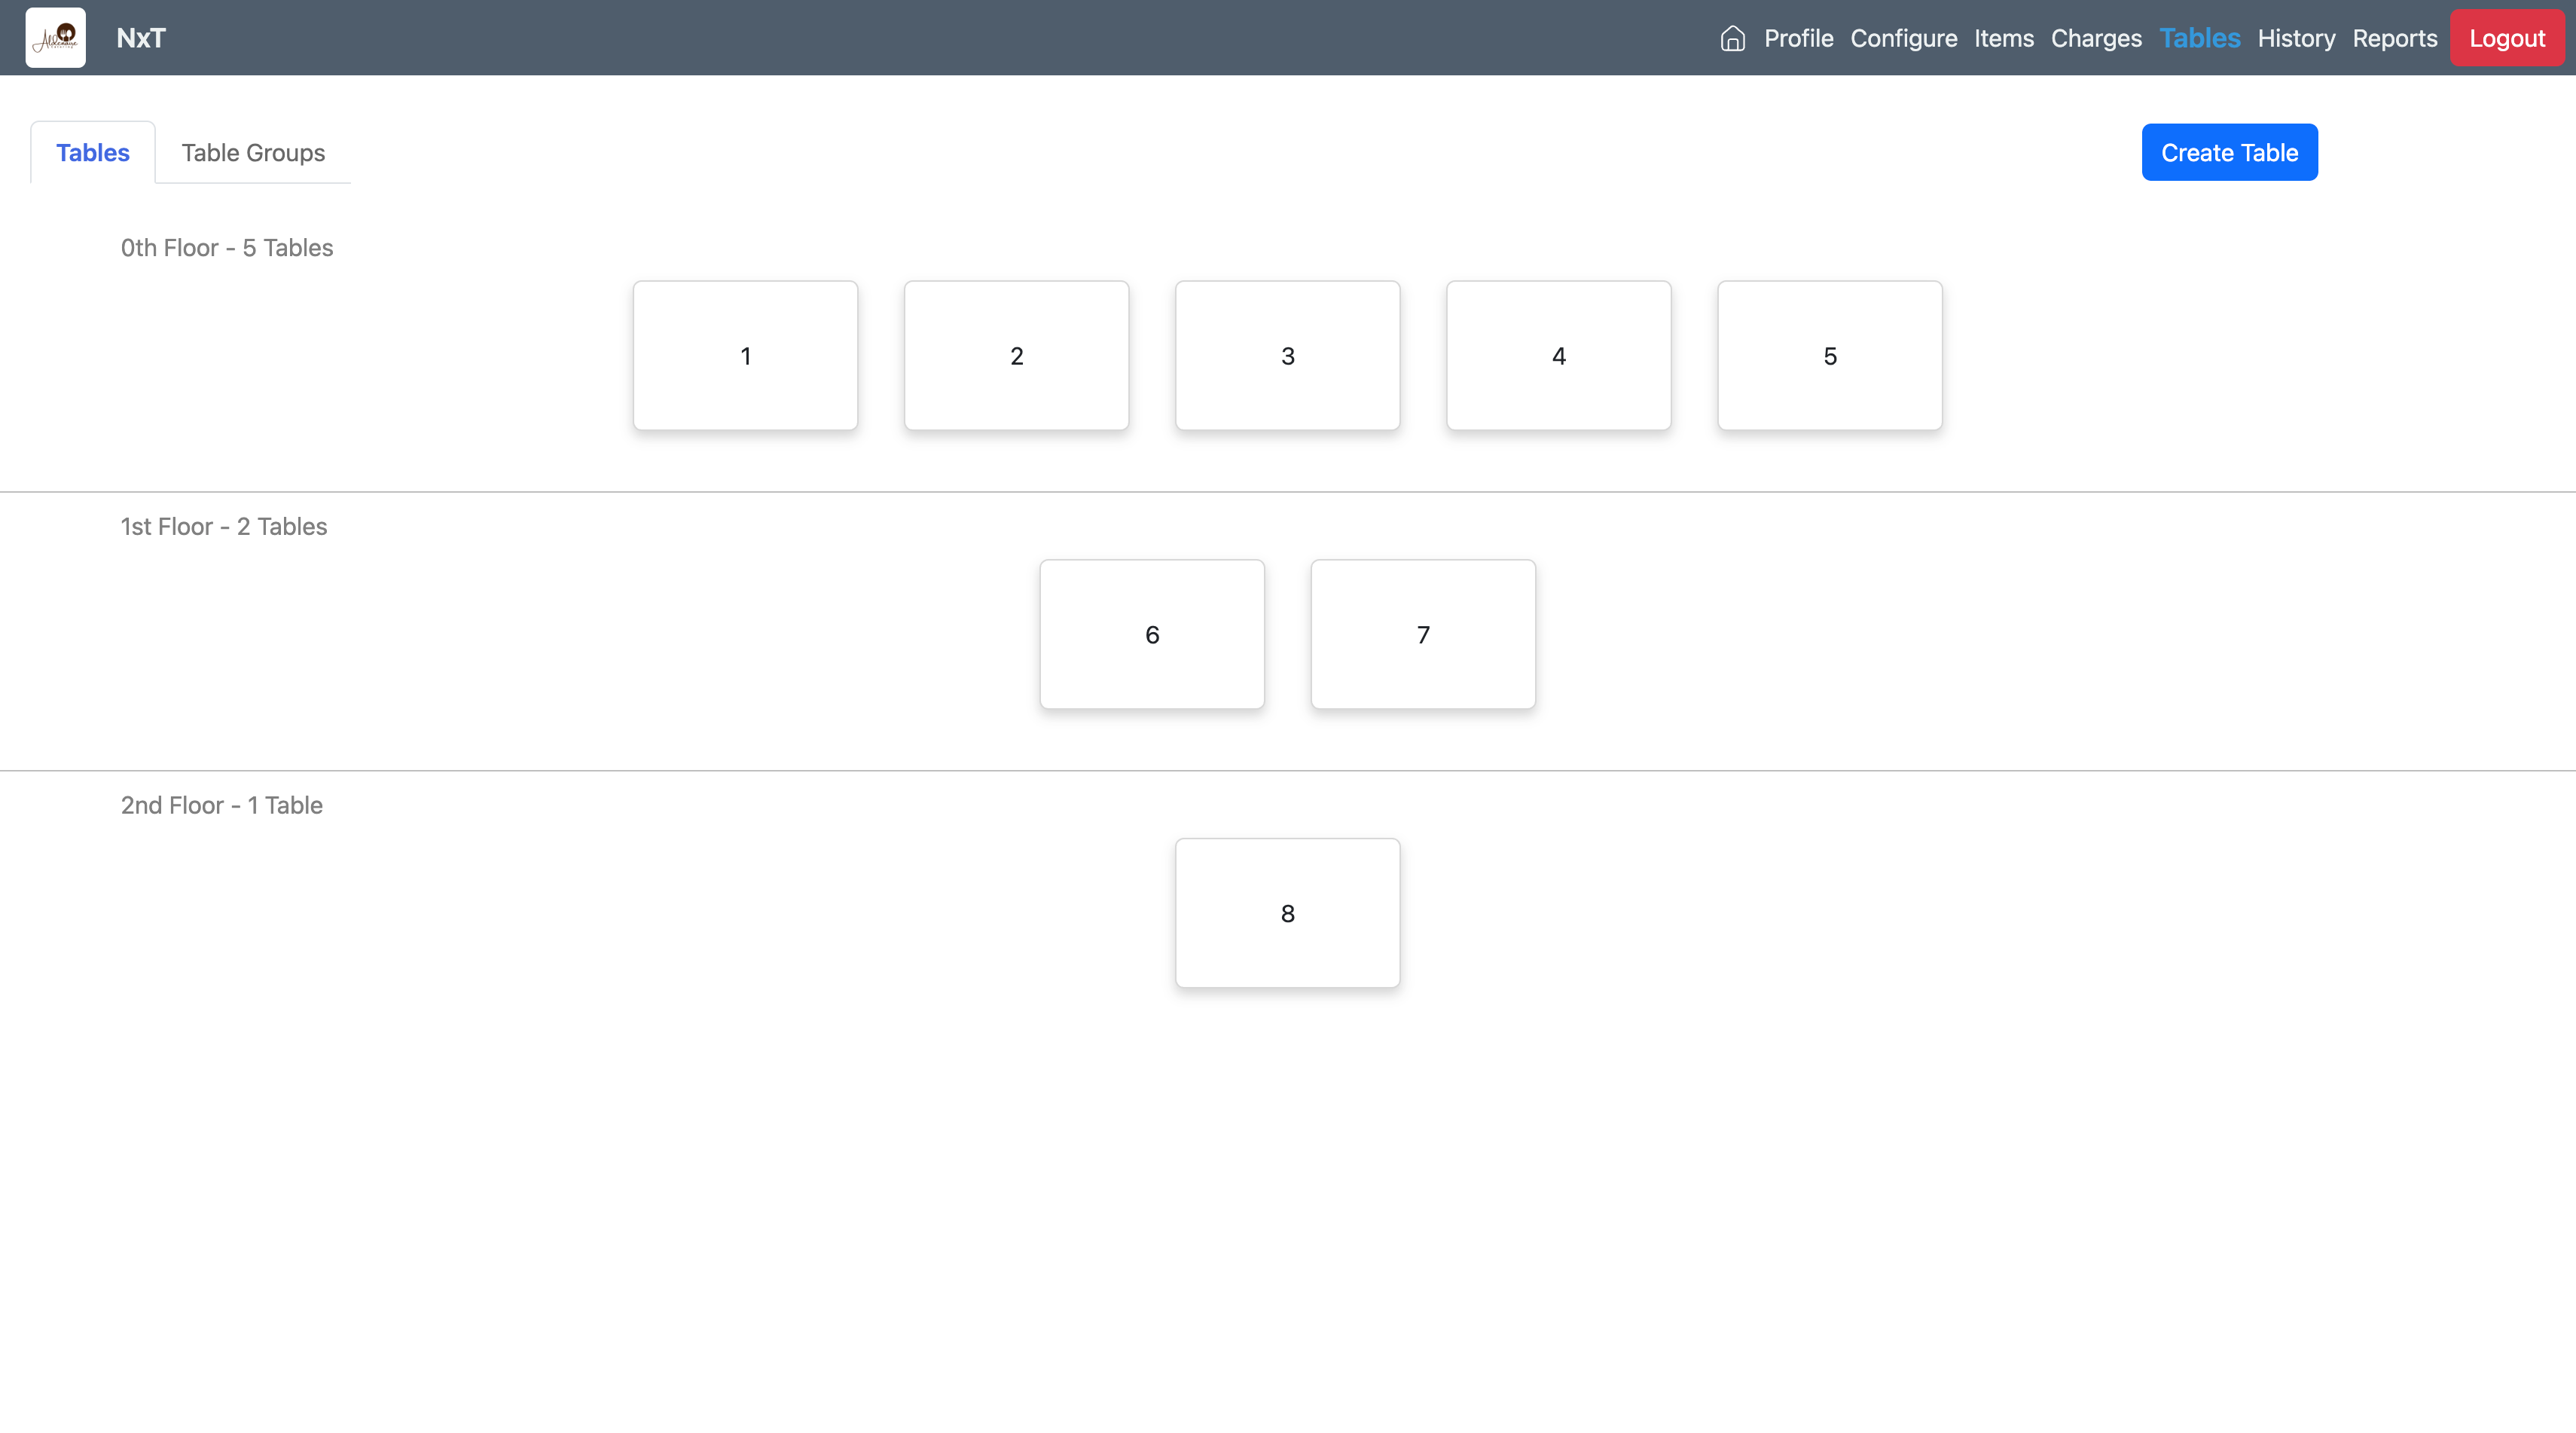 NxT Profile Configure Items Charges Tables History Reports Logout
Tables Table Groups Create Table
0th Floor - 5 Tables
1 2 3 4 5
1st Floor - 2 Tables
6 7
2nd Floor - 1 Table
8